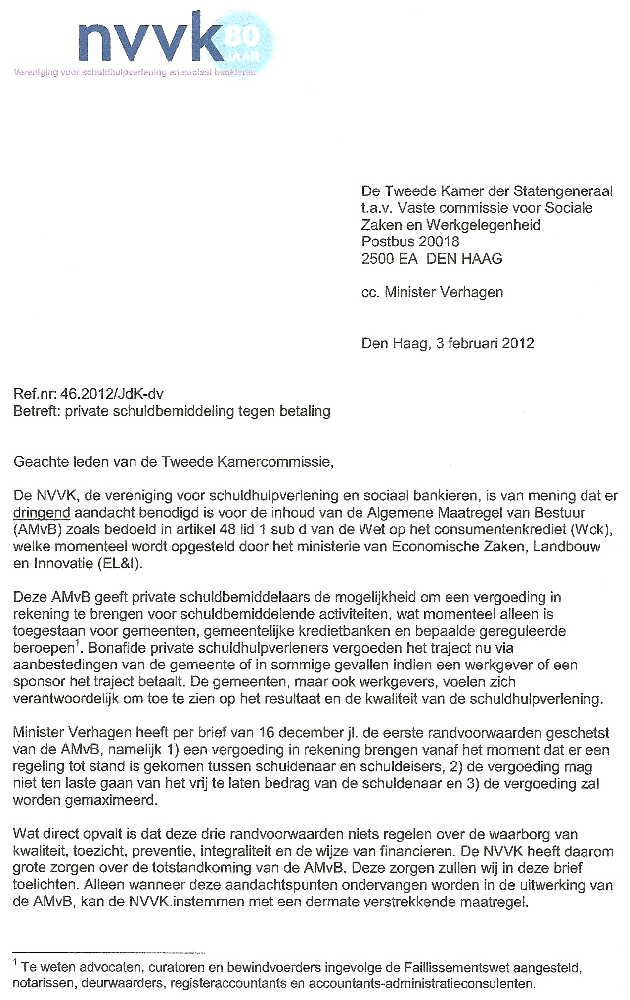 nvvk 80
JAAR
Vereniging voor schuldhulpverlening en sociaal bankieren
De Tweede Kamer der Statengeneraal
t.a.v. Vaste commissie voor Sociale
Zaken en Werkgelegenheid
Postbus 20018
2500 EA  DEN HAAG
cc. Minister Verhagen
Den Haag, 3 februari 2012
Ref.nr: 46.2012/JdK-dv
Betreft: private schuldbemiddeling tegen betaling
Geachte leden van de Tweede Kamercommissie,
De NVVK, de vereniging voor schuldhulpverlening en sociaal bankieren, is van mening dat er
dringend aandacht benodigd is voor de inhoud van de Algemene Maatregel van Bestuur
(AMvB) zoals bedoeld in artikel 48 lid 1 sub d van de Wet op het consumentenkrediet (Wck),
welke momenteel wordt opgesteld door het ministerie van Economische Zaken, Landbouw
en Innovatie (EL&I).
Deze AMvB geeft private schuldbemiddelaars de mogelijkheid om een vergoeding in
rekening te brengen voor schuldbemiddelende activiteiten, wat momenteel alleen is
toegestaan voor gemeenten, gemeentelijke kredietbanken en bepaalde gereguleerde
beroepen¹. Bonafide private schuldhulpverleners vergoeden het traject nu via
aanbestedingen van de gemeente of in sommige gevallen indien een werkgever of een
sponsor het traject betaalt. De gemeenten, maar ook werkgevers, voelen zich
verantwoordelijk om toe te zien op het resultaat en de kwaliteit van de schuldhulpverlening.
Minister Verhagen heeft per brief van 16 december jl. de eerste randvoorwaarden geschetst
van de AMvB, namelijk 1) een vergoeding in rekening brengen vanaf het moment dat er een
regeling tot stand is gekomen tussen schuldenaar en schuldeisers, 2) de vergoeding mag
niet ten laste gaan van het vrij te laten bedrag van de schuldenaar en 3) de vergoeding zal
worden gemaximeerd.
Wat direct opvalt is dat deze drie randvoorwaarden niets regelen over de waarborg van
kwaliteit, toezicht, preventie, integraliteit en de wijze van financieren. De NVVK heeft daarom
grote zorgen over de totstandkoming van de AMvB. Deze zorgen zullen wij in deze brief
toelichten. Alleen wanneer deze aandachtspunten ondervangen worden in de uitwerking van
de AMvB, kan de NVVK instemmen met een dermate verstrekkende maatregel.
¹ Te weten advocaten, curatoren en bewindvoerders ingevolge de Faillissementswet aangesteld,
notarissen, deurwaarders, registeraccountants en accountants-administratieconsulenten.